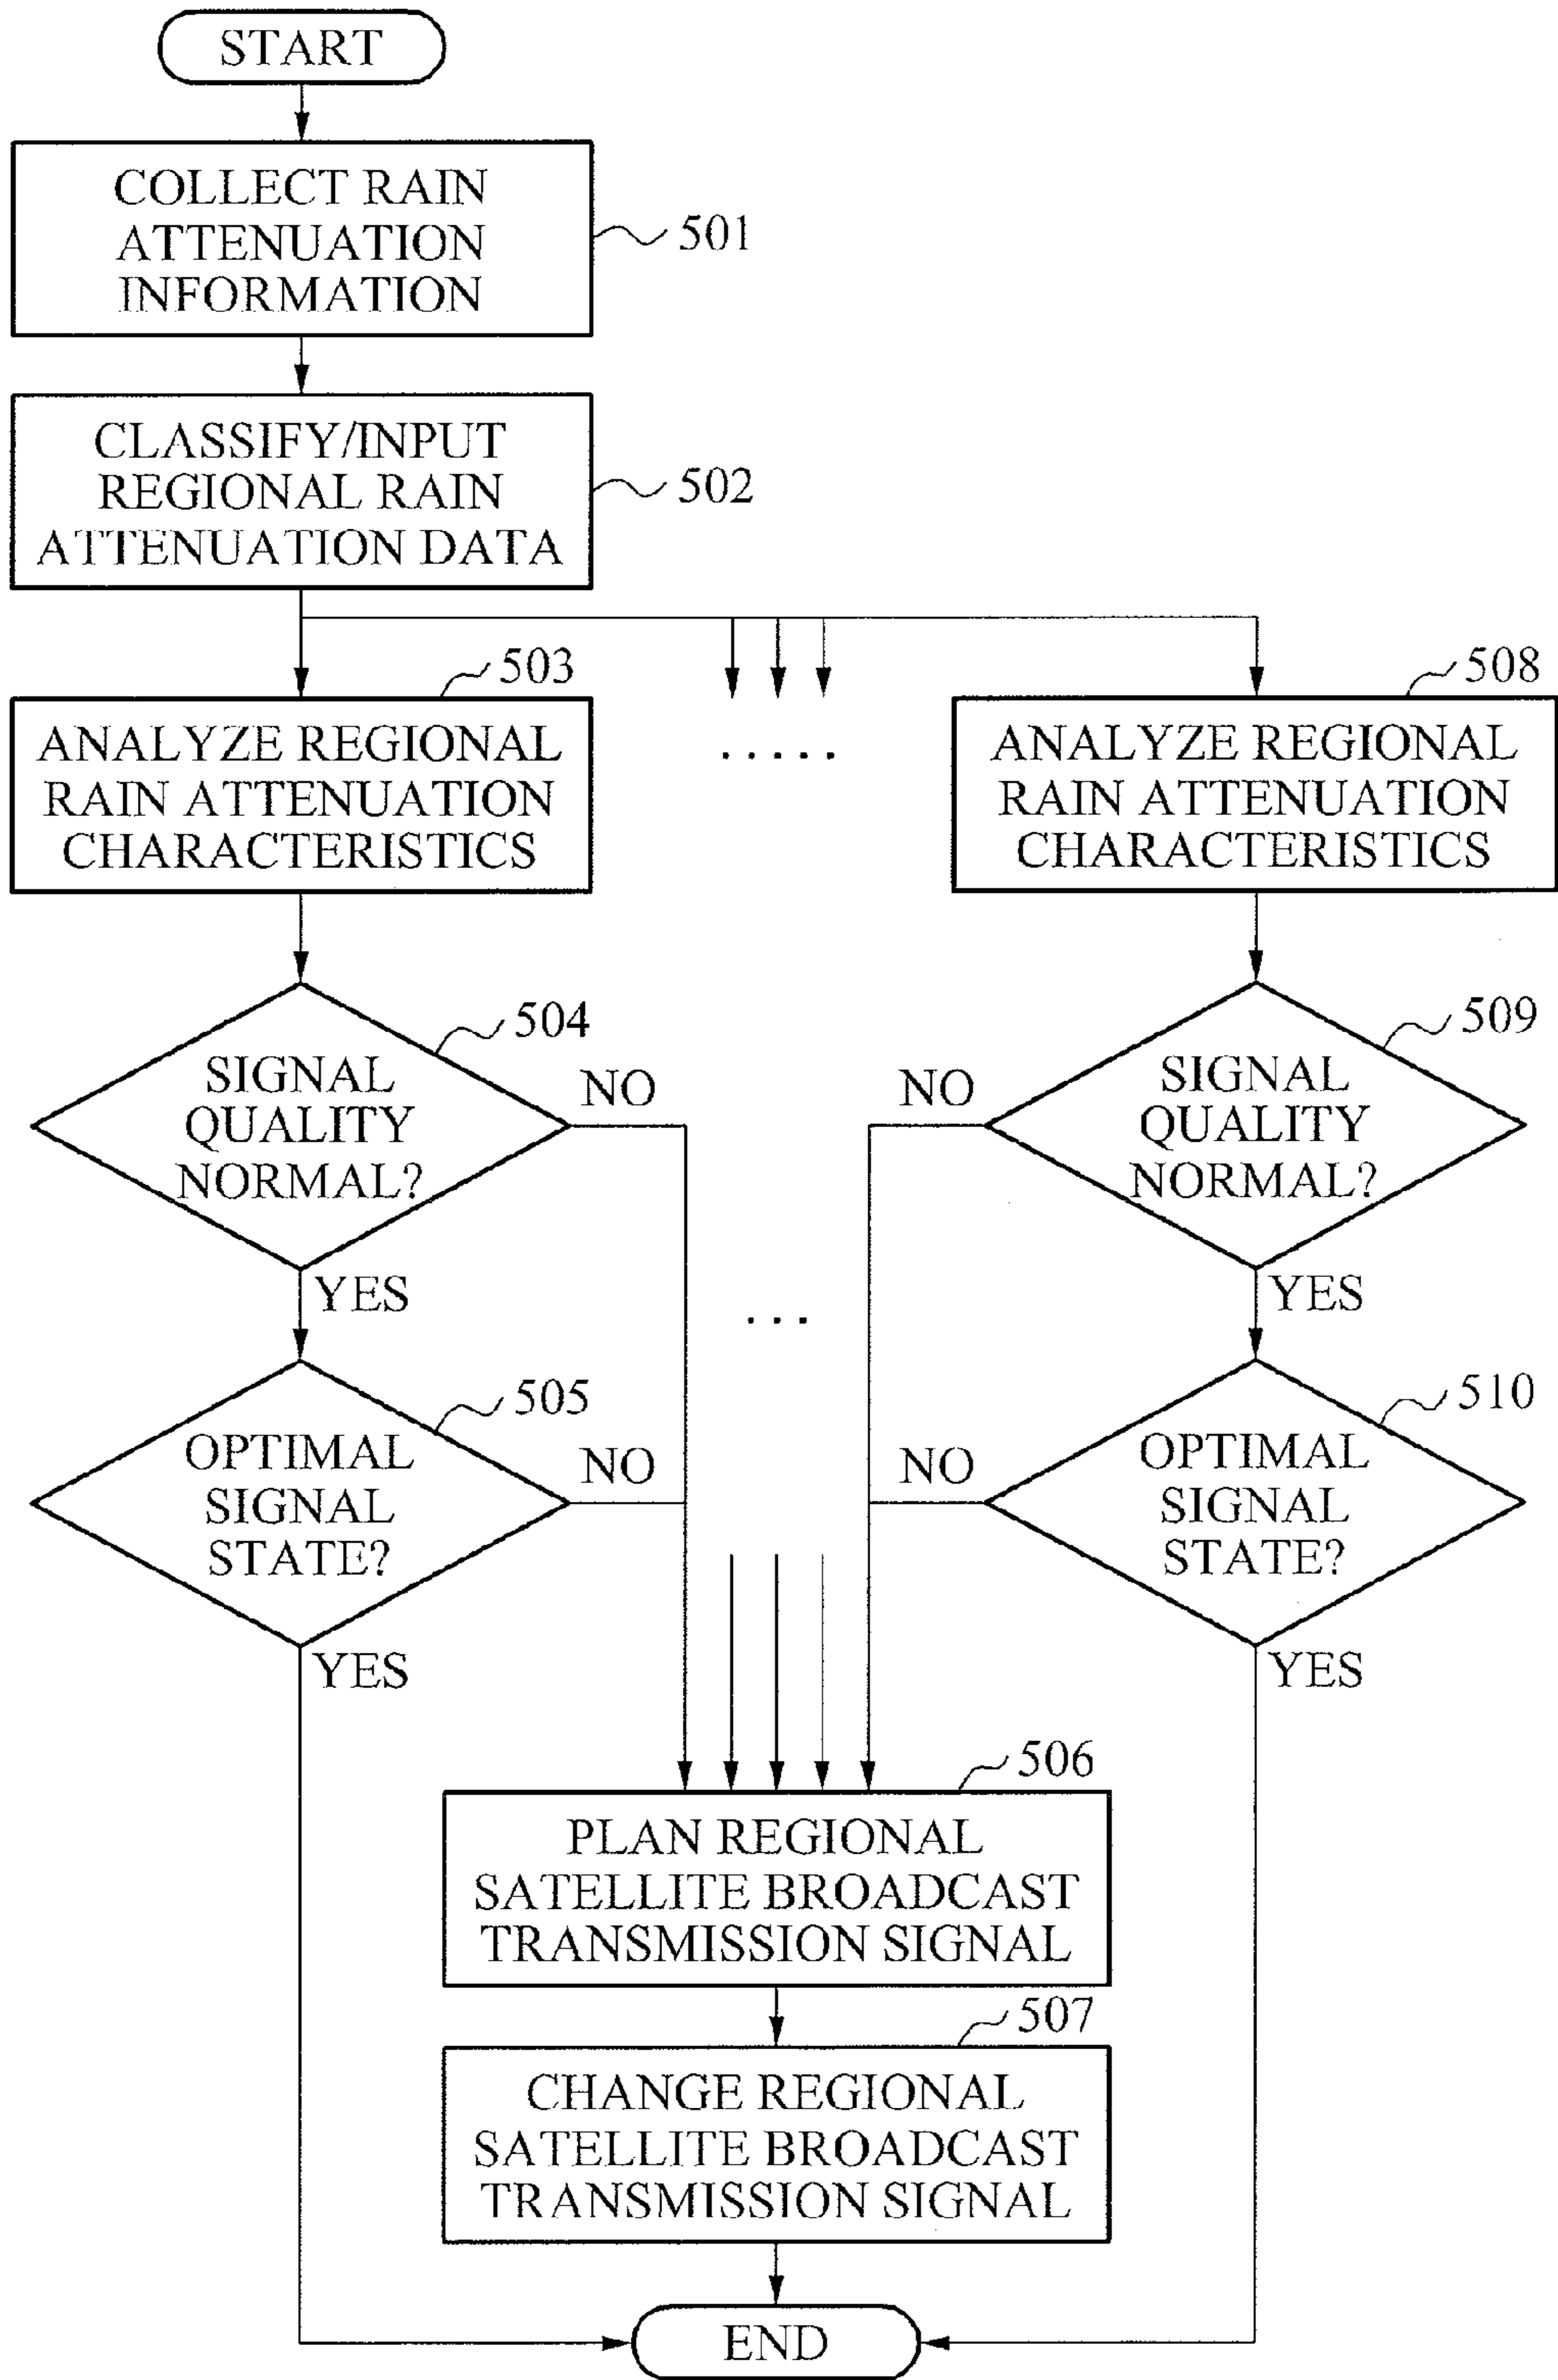 START
COLLECT RAIN
ATTENUATION
INFORMATION
501
CLASSIFY/INPUT
REGIONAL RAIN
ATTENUATION DATA
502
503
ANALYZE REGIONAL
RAIN ATTENUATION
CHARACTERISTICS
.....
508
ANALYZE REGIONAL
RAIN ATTENUATION
CHARACTERISTICS
504
SIGNAL
QUALITY
NORMAL?
NO
YES
509
SIGNAL
QUALITY
NORMAL?
NO
YES
...
505
OPTIMAL
SIGNAL
STATE?
NO
YES
510
OPTIMAL
SIGNAL
STATE?
NO
YES
506
PLAN REGIONAL
SATELLITE BROADCAST
TRANSMISSION SIGNAL
507
CHANGE REGIONAL
SATELLITE BROADCAST
TRANSMISSION SIGNAL
END